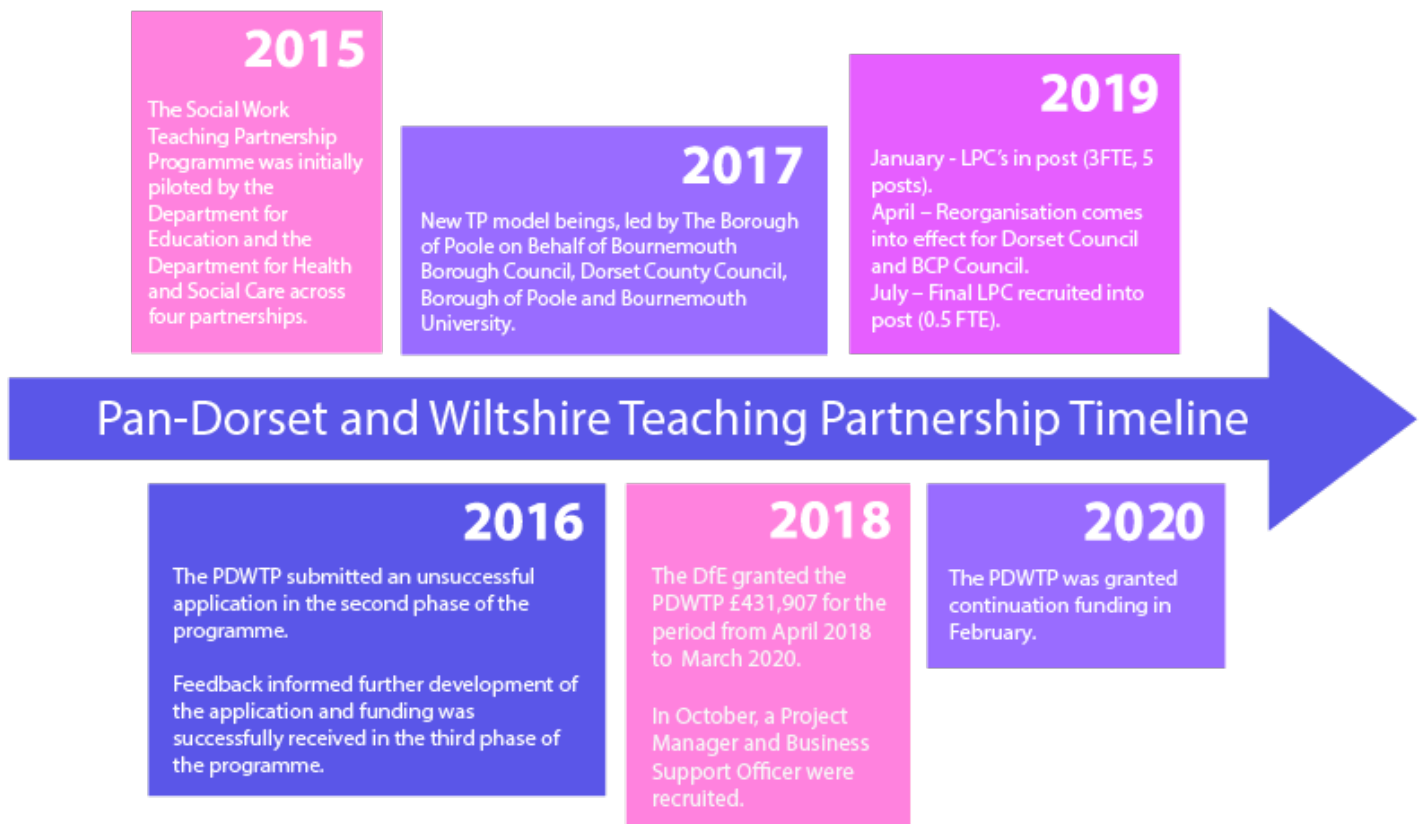 2015
The Social Work
Teaching Partnership
Programme was initially
piloted by the
Department for
Education and the
Department for Health
and Social Care across
four partnerships.
2017
New TP model beings, led by The Borough
of Poole on Behalf of Bournemouth
Borough Council, Dorset County Council,
Borough of Poole and Bournemouth
University.
2019
January - LPC's in post (3FTE, 5
posts).
April – Reorganisation comes
into effect for Dorset Council
and BCP Council.
July – Final LPC recruited into
post (0.5 FTE).
Pan-Dorset and Wiltshire Teaching Partnership Timeline
2016
The PDWTP submitted an unsuccessful
application in the second phase of the
programme.
Feedback informed further development of
the application and funding was
successfully received in the third phase of
the programme.
2018
The DfE granted the
PDWTP £431,907 for the
period from April 2018
to March 2020.
In October, a Project
Manager and Business
Support Officer were
recruited.
2020
The PDWTP was granted
continuation funding in
February.